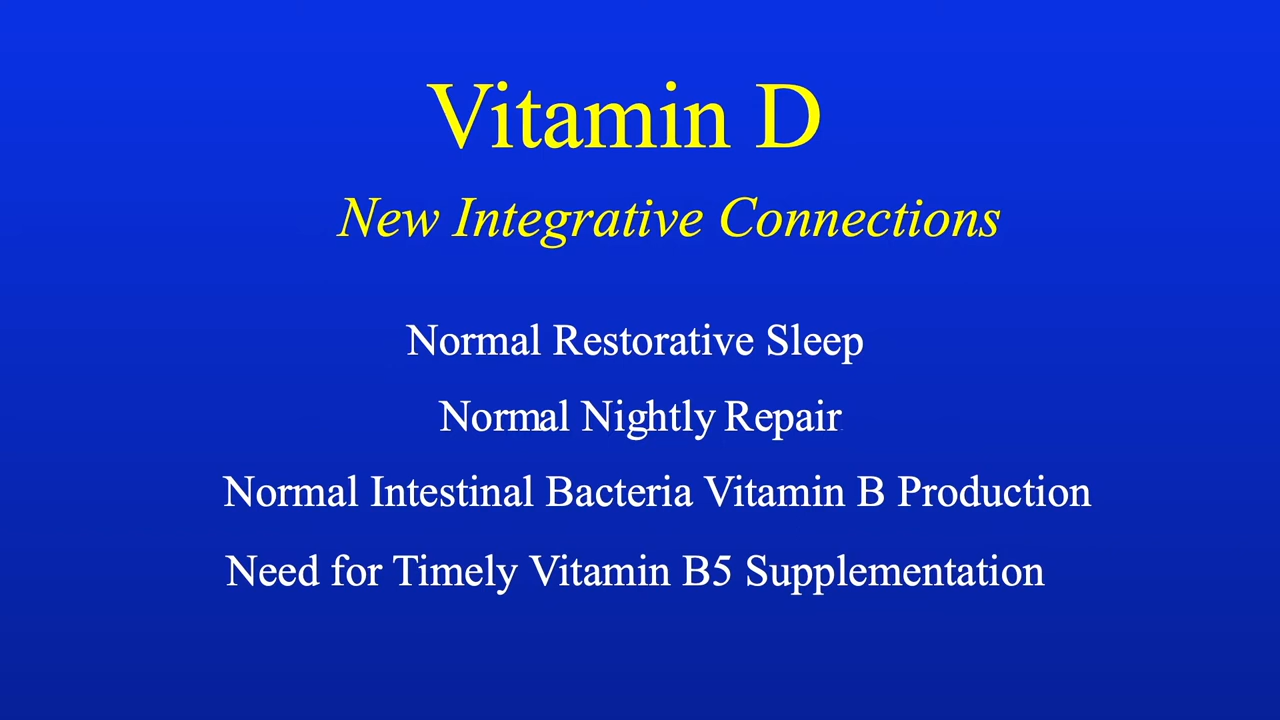 Vitamin D
New Integrative Connections
Normal Restorative Sleep
Normal Nightly Repair
Normal Intestinal Bacteria Vitamin B Production
Need for Timely Vitamin B5 Supplementation